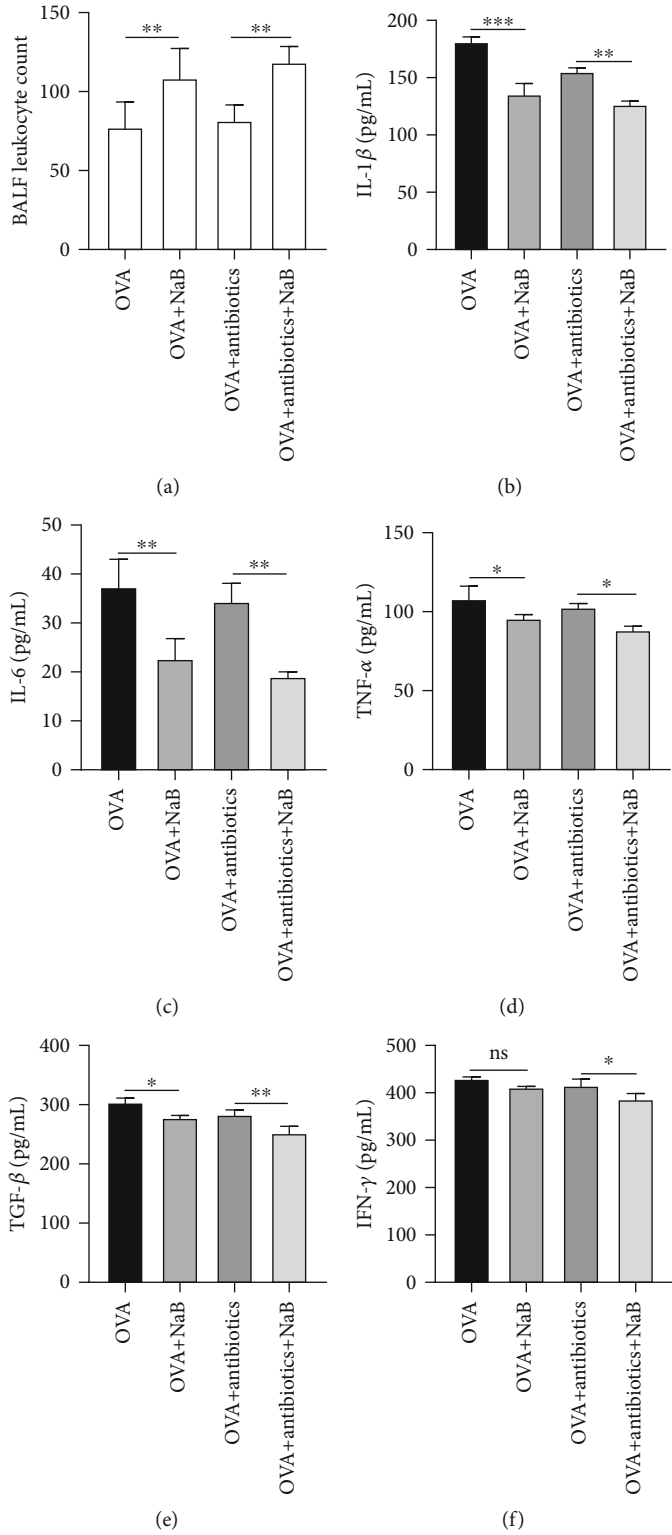 BALF leukocyte count
150
100
50
0
**
**
OVA
OVA+NaB
OVA+antibiotics
OVA+antibiotics+NaB
(a)
IL-1β (pg/mL)
200
150
100
50
0
***
**
OVA
OVA+NaB
OVA+antibiotics
OVA+antibiotics+NaB
(b)
IL-6 (pg/mL)
50
40
30
20
10
0
**
**
OVA
OVA+NaB
OVA+antibiotics
OVA+antibiotics+NaB
(c)
TNF-α (pg/mL)
150
100
50
0
*
*
OVA
OVA+NaB
OVA+antibiotics
OVA+antibiotics+NaB
(d)
TGF-β (pg/mL)
400
300
200
100
0
*
**
OVA
OVA+NaB
OVA+antibiotics
OVA+antibiotics+NaB
(e)
IFN-γ (pg/mL)
500
400
300
200
100
0
ns
*
OVA
OVA+NaB
OVA+antibiotics
OVA+antibiotics+NaB
(f)